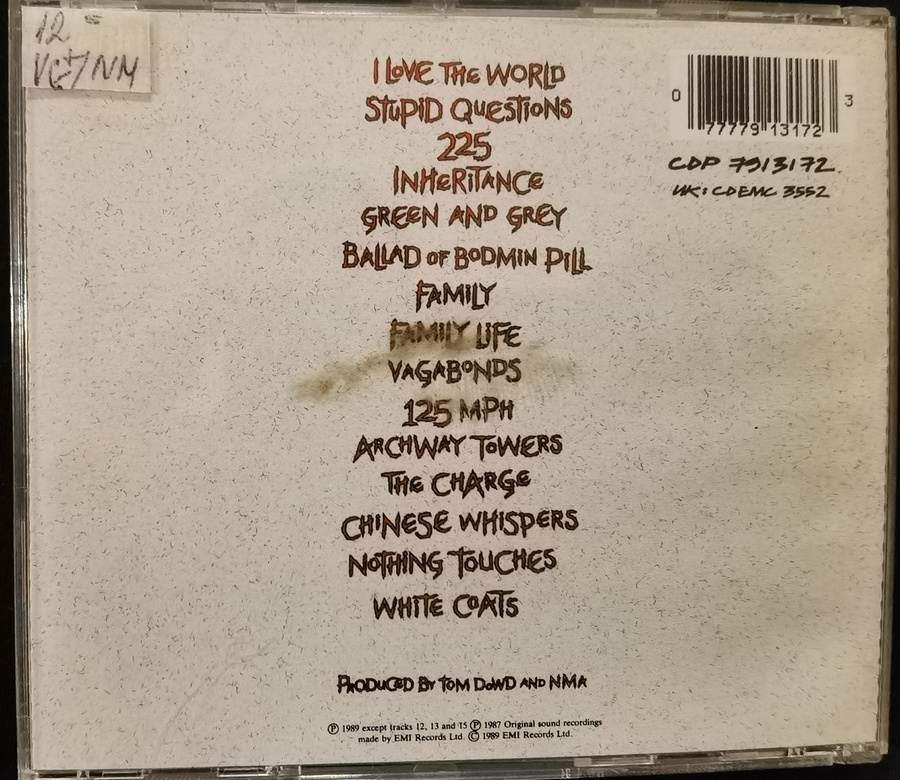 12 =
VG+/NM
I LOVE THE WORLD
STUPID QUESTIONS
225
INHERITANCE
GREEN AND GREY
BALLAD OF BODMIN PILL
FAMILY
FAMILY LIFE
VAGABONDS
125 MPH
ARCHWAY TOWERS
THE CHARGE
CHINESE WHISPERS
NOTHING TOUCHES
WHITE COATS
0 77779 13172 3
CDP 7913172
UK: CDEMC 3552
PRODUCED BY TOM DOWD AND NMA
Ⓟ 1989 except tracks 12, 13 and 15 Ⓟ 1987 Original sound recordings
made by EMI Records Ltd. © 1989 EMI Records Ltd.